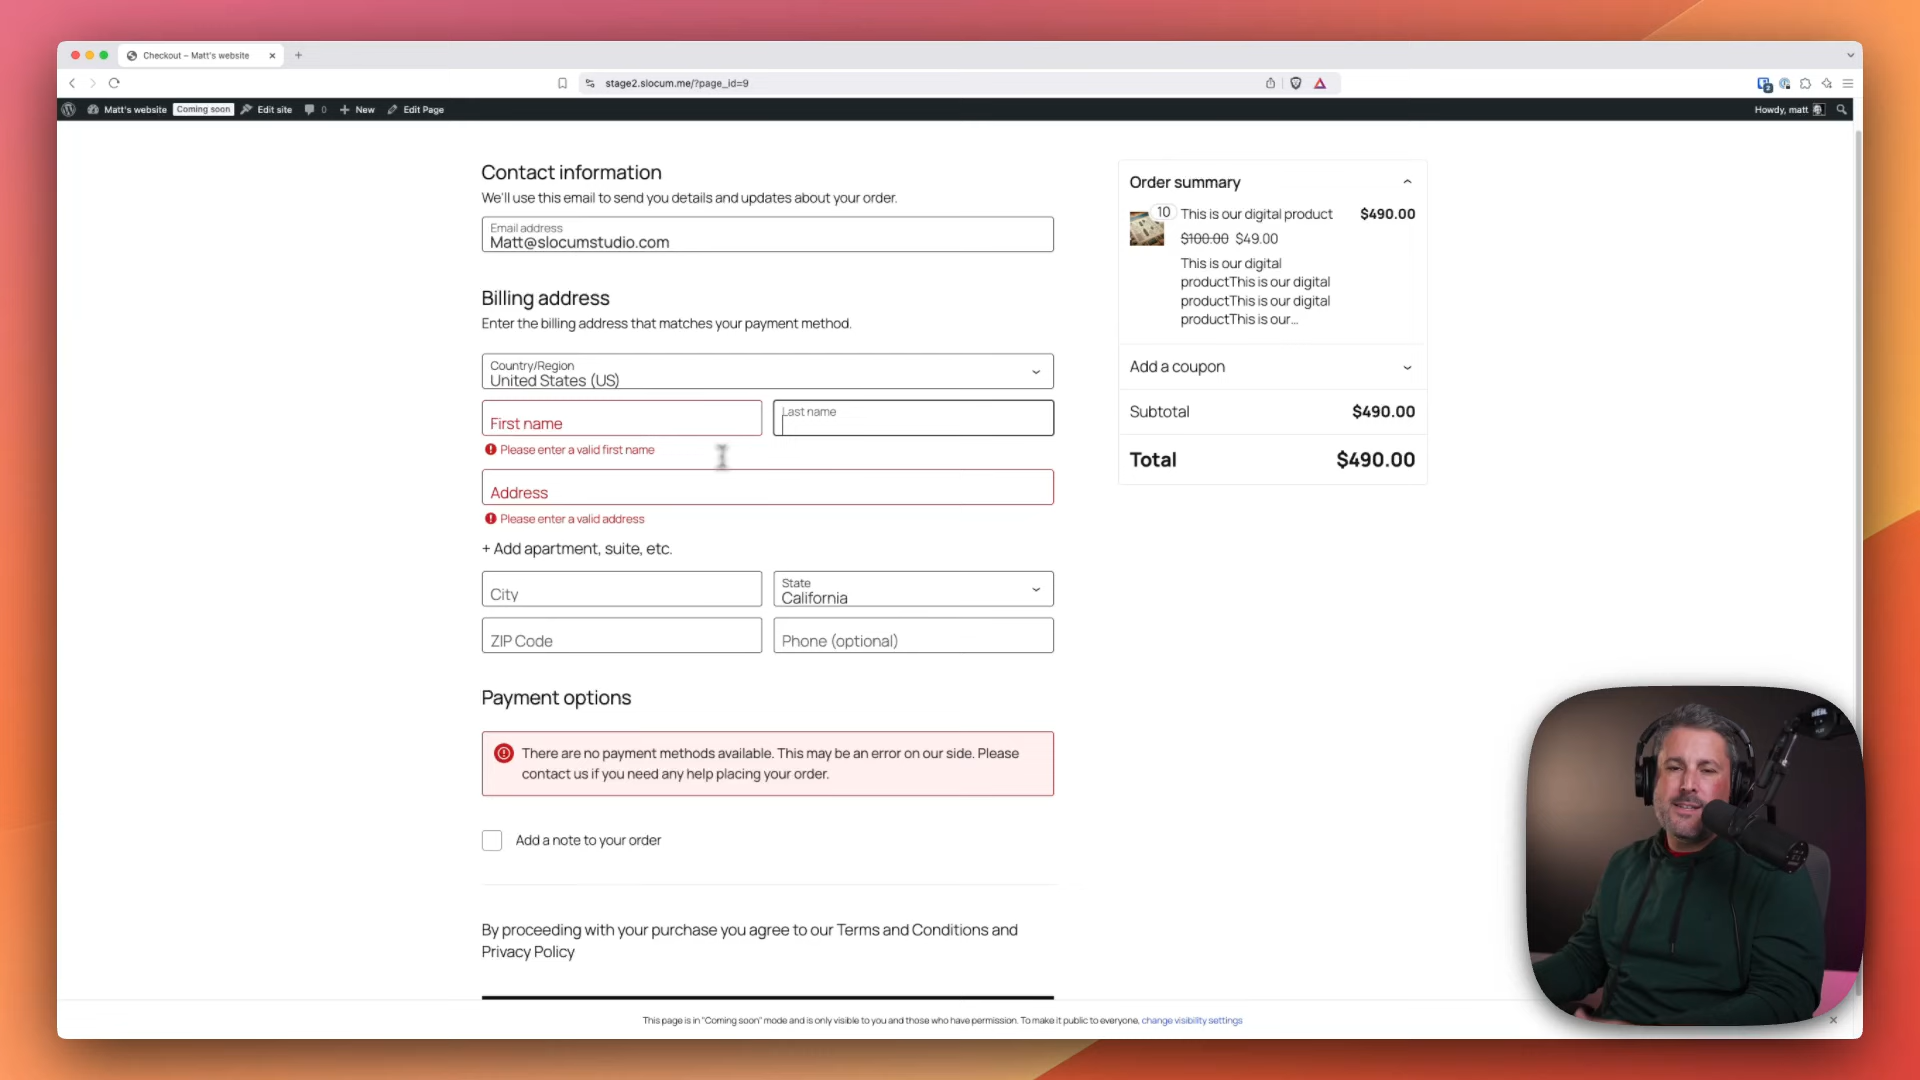 Checkout – Matt's website
stage2.slocum.me/?page_id=9
Matt's website
Coming soon
Edit site
0
New
Edit Page
Howdy, matt
Contact information
We'll use this email to send you details and updates about your order.
Email address
Matt@slocumstudio.com
Billing address
Enter the billing address that matches your payment method.
Country/Region
United States (US)
First name
Last name
Please enter a valid first name
Address
Please enter a valid address
+ Add apartment, suite, etc.
City
State
California
ZIP Code
Phone (optional)
Payment options
There are no payment methods available. This may be an error on our side. Please
contact us if you need any help placing your order.
Add a note to your order
By proceeding with your purchase you agree to our Terms and Conditions and
Privacy Policy
Order summary
10
This is our digital product
$490.00
$100.00 $49.00
This is our digital
productThis is our digital
productThis is our digital
productThis is our…
Add a coupon
Subtotal
$490.00
Total
$490.00
This page is in "Coming soon" mode and is only visible to you and those who have permission. To make it public to everyone, change visibility settings